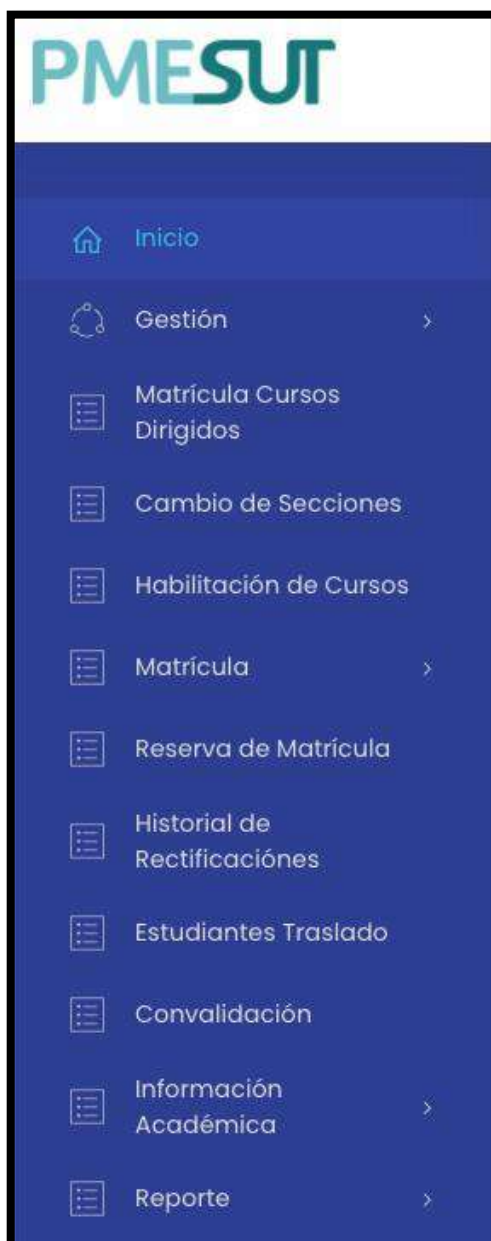 PMESUT
Inicio
Gestión
Matrícula Cursos
Dirigidos
Cambio de Secciones
Habilitación de Cursos
Matrícula
Reserva de Matrícula
Historial de
Rectificaciónes
Estudiantes Traslado
Convalidación
Información
Académica
Reporte